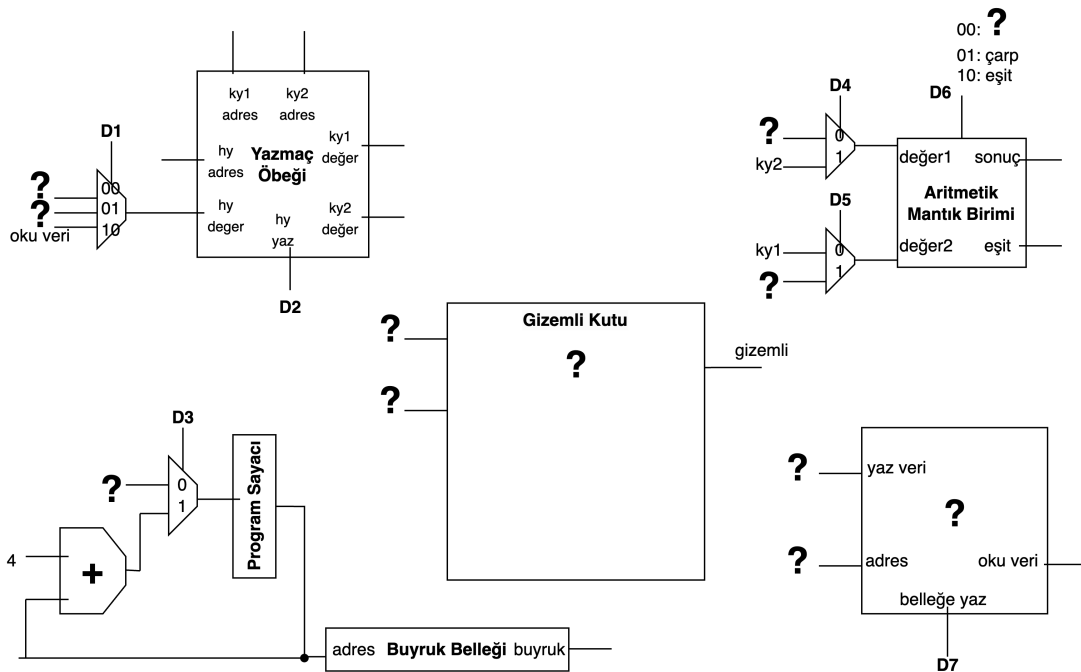 00: ?
01: çarp
10: eşit
D6
D4
?
0
ky2
1
değer1
sonuç
Aritmetik
Mantık Birimi
D5
ky1
0
?
1
değer2
eşit
ky1
adres
ky2
adres
D1
?
00
?
01
oku veri
10
hy
adres
Yazmaç
Öbeği
ky1
değer
hy
deger
hy
yaz
ky2
değer
D2
Gizemli Kutu
?
?
?
gizemli
D3
?
0
1
Program Sayacı
4
+
adres Buyruk Belleği buyruk
?
yaz veri
?
?
adres
oku veri
belleğe yaz
D7